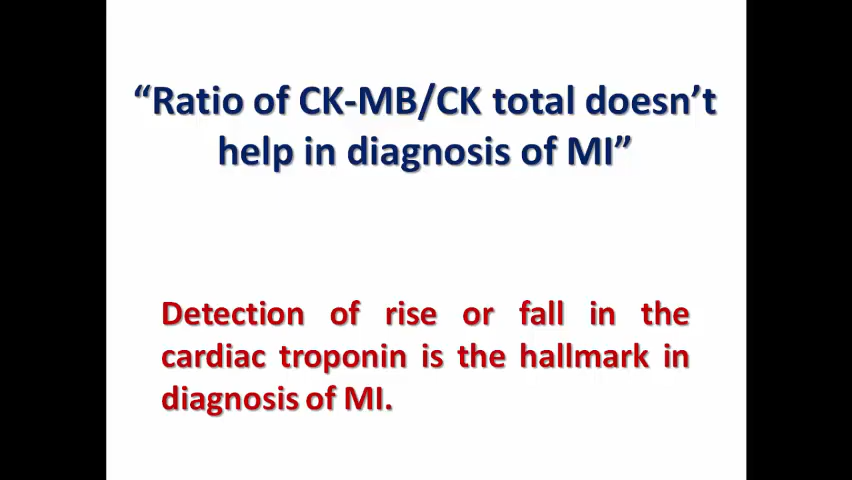 “Ratio of CK-MB/CK total doesn’t
help in diagnosis of MI”
Detection of rise or fall in the
cardiac troponin is the hallmark in
diagnosis of MI.